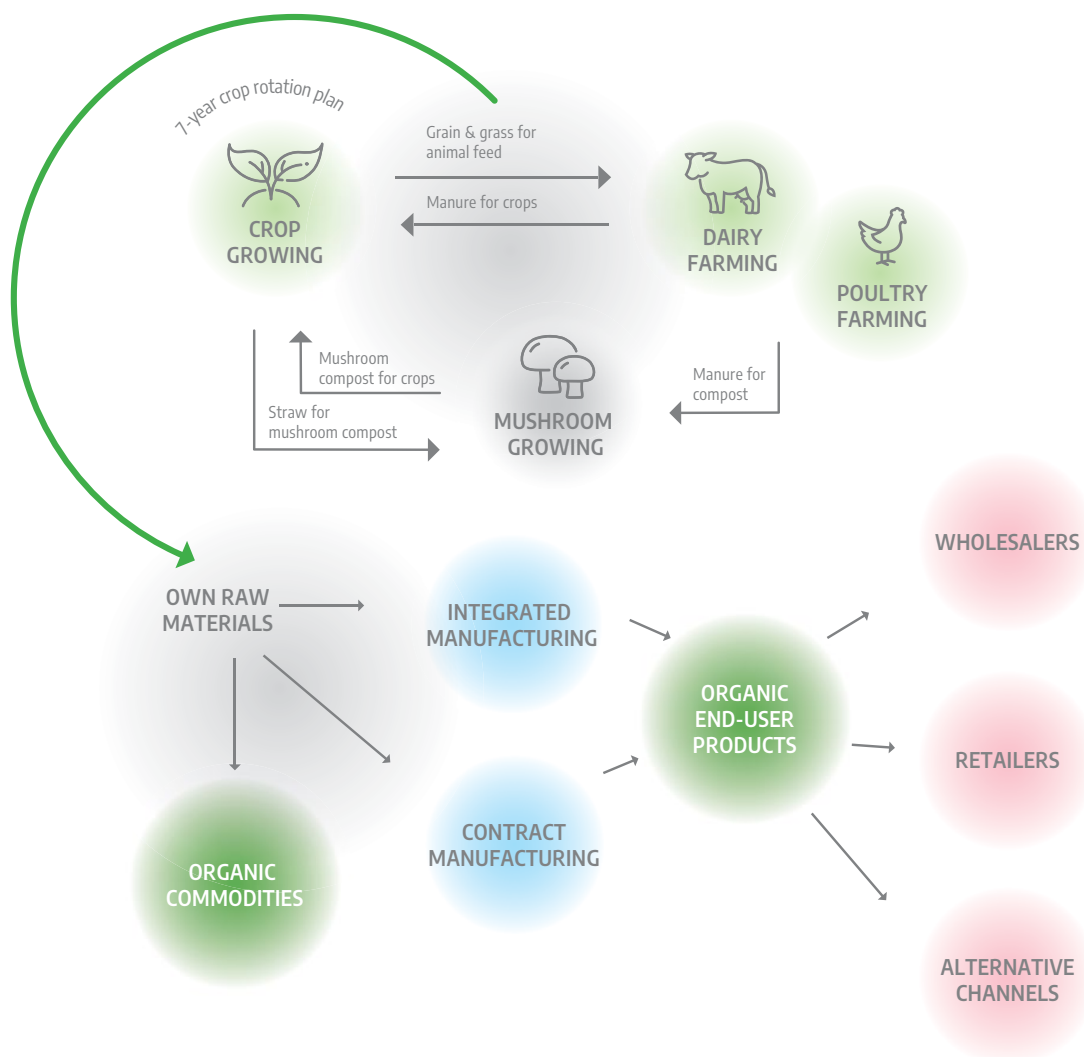 7-year crop rotation plan
Grain & grass for
animal feed
Manure for crops
CROP
GROWING
DAIRY
FARMING
POULTRY
FARMING
Mushroom
compost for crops
Straw for
mushroom compost
MUSHROOM
GROWING
Manure for
compost
OWN RAW
MATERIALS
INTEGRATED
MANUFACTURING
CONTRACT
MANUFACTURING
ORGANIC
COMMODITIES
ORGANIC
END-USER
PRODUCTS
WHOLESALERS
RETAILERS
ALTERNATIVE
CHANNELS